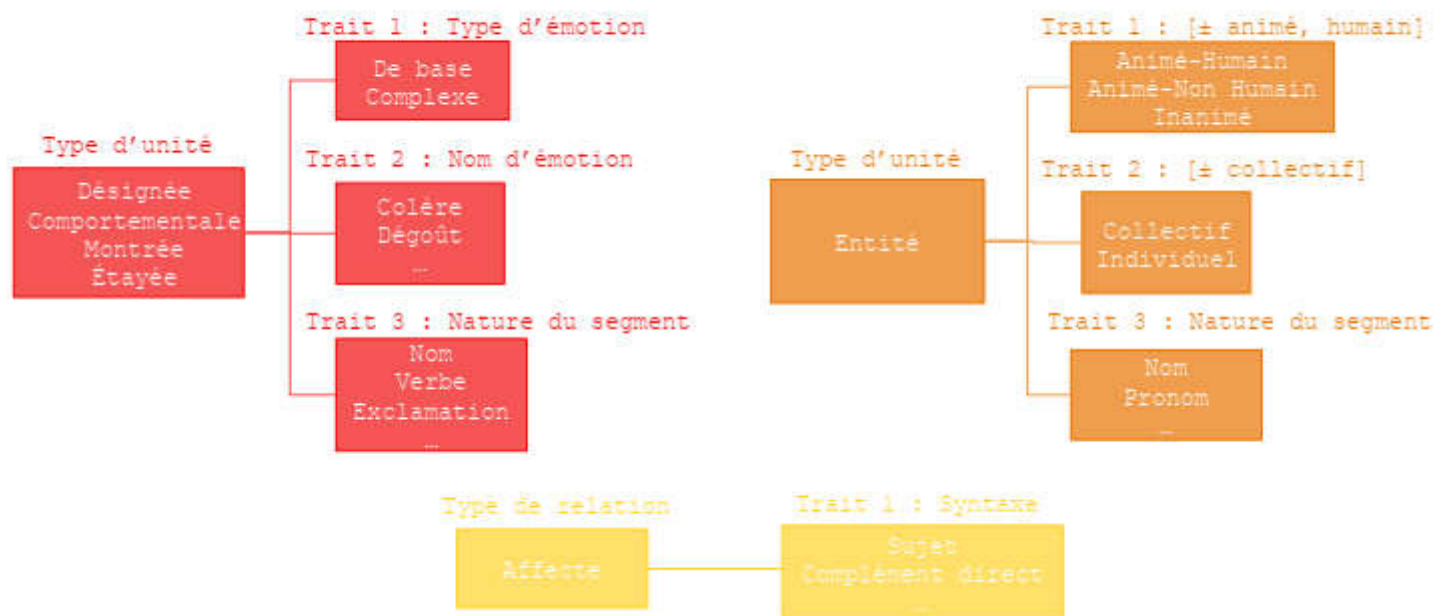 Trait 1 : Type d'émotion
De base
Complexe
Type d'unité
Désignée
Comportementale
Montrée
Étayée
Trait 2 : Nom d'émotion
Colère
Dégoût
…
Trait 3 : Nature du segment
Nom
Verbe
Exclamation
…
Trait 1 : [± animé, humain]
Animé-Humain
Animé-Non Humain
Inanimé
Type d'unité
Entité
Trait 2 : [± collectif]
Collectif
Individuel
Trait 3 : Nature du segment
Nom
Pronom
…
Type de relation
Affecte
Trait 1 : Syntaxe
Sujet
Complément direct
…